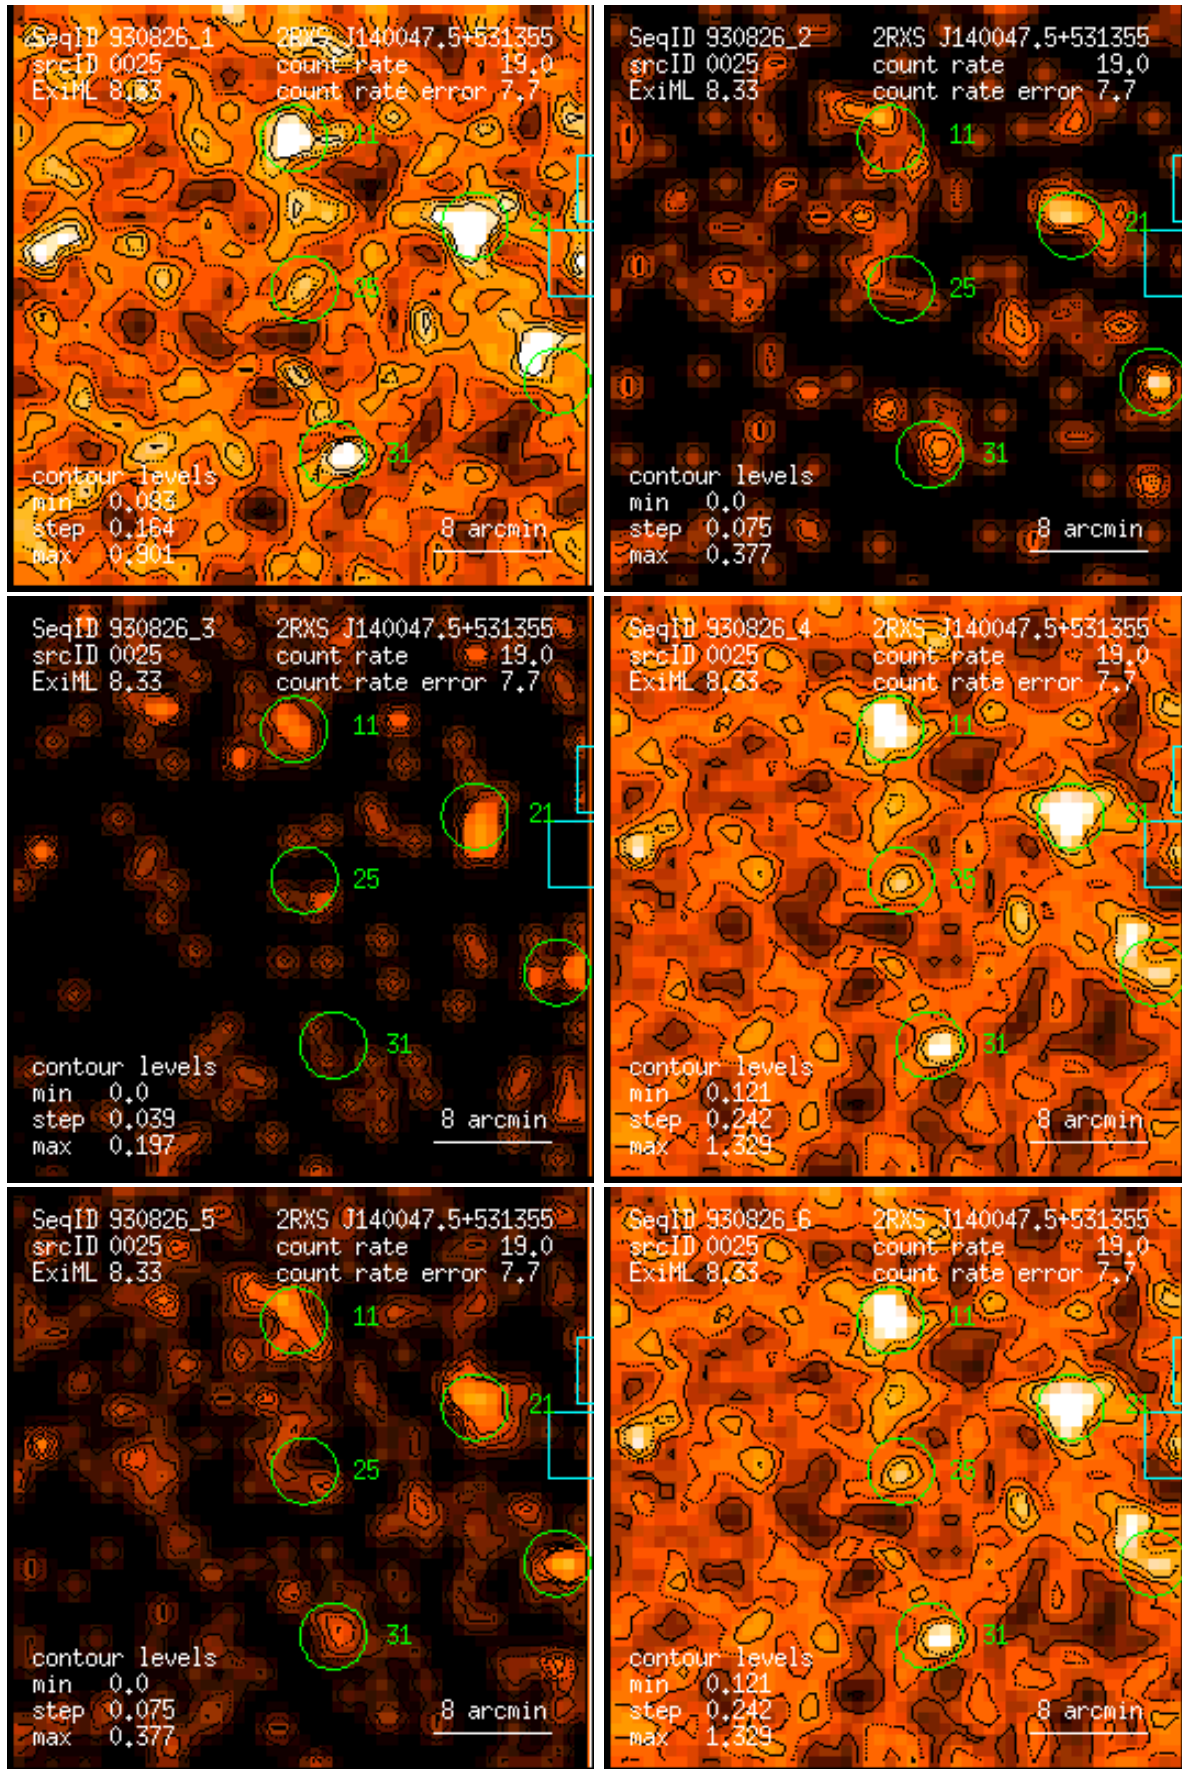 SeqID 930826_1 2RXS J140047.5+531355
srcID 0025 count rate 19.0
ExiML 8.33 count rate error 7.7
11
21
25
31
contour levels
min 0.083
step 0.164
max 0.901
8 arcmin
SeqID 930826_2 2RXS J140047.5+531355
srcID 0025 count rate 19.0
ExiML 8.33 count rate error 7.7
11
21
25
31
contour levels
min 0.0
step 0.075
max 0.377
8 arcmin
SeqID 930826_3 2RXS J140047.5+531355
srcID 0025 count rate 19.0
ExiML 8.33 count rate error 7.7
11
21
25
31
contour levels
min 0.0
step 0.039
max 0.197
8 arcmin
SeqID 930826_4 2RXS J140047.5+531355
srcID 0025 count rate 19.0
ExiML 8.33 count rate error 7.7
11
21
25
31
contour levels
min 0.121
step 0.242
max 1.329
8 arcmin
SeqID 930826_5 2RXS J140047.5+531355
srcID 0025 count rate 19.0
ExiML 8.33 count rate error 7.7
11
21
25
31
contour levels
min 0.0
step 0.075
max 0.377
8 arcmin
SeqID 930826_6 2RXS J140047.5+531355
srcID 0025 count rate 19.0
ExiML 8.33 count rate error 7.7
11
21
25
31
contour levels
min 0.121
step 0.242
max 1.329
8 arcmin